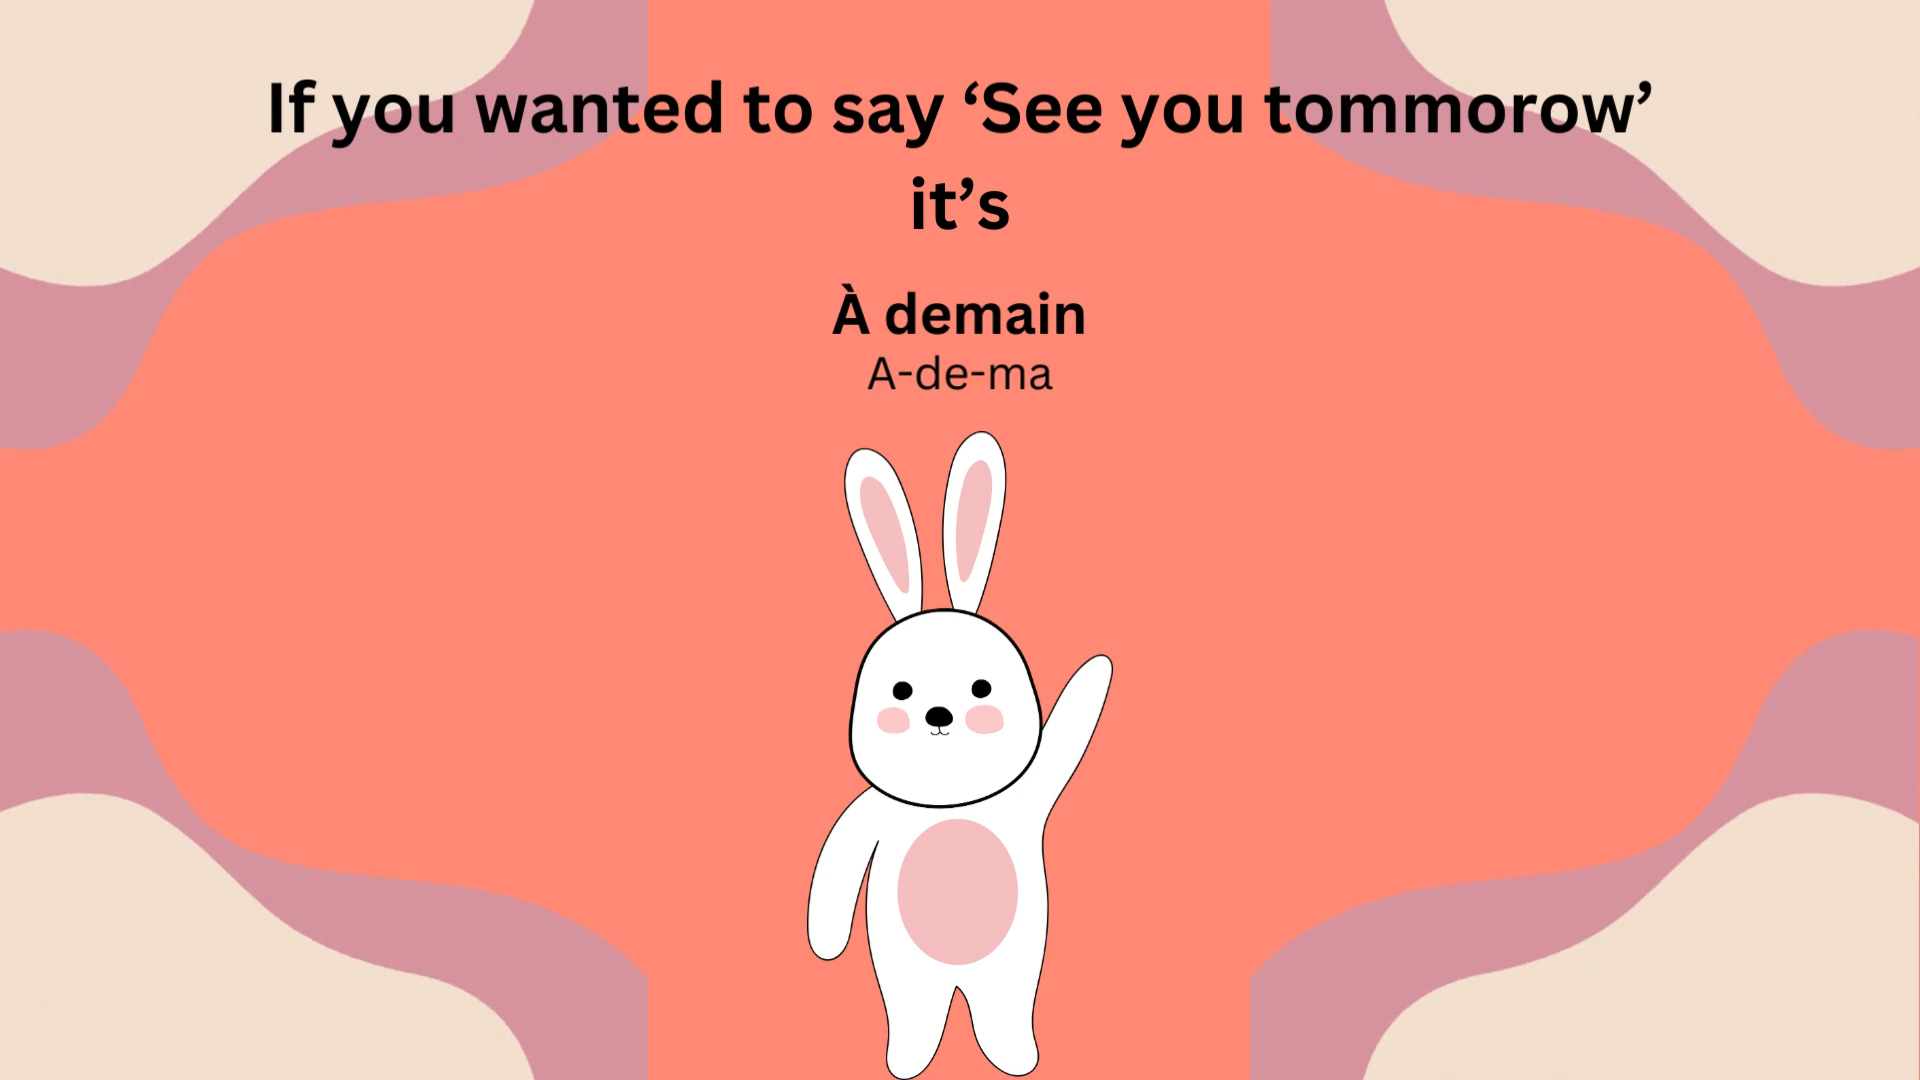 If you wanted to say ‘See you tommorow’
it’s
À demain
A-de-ma